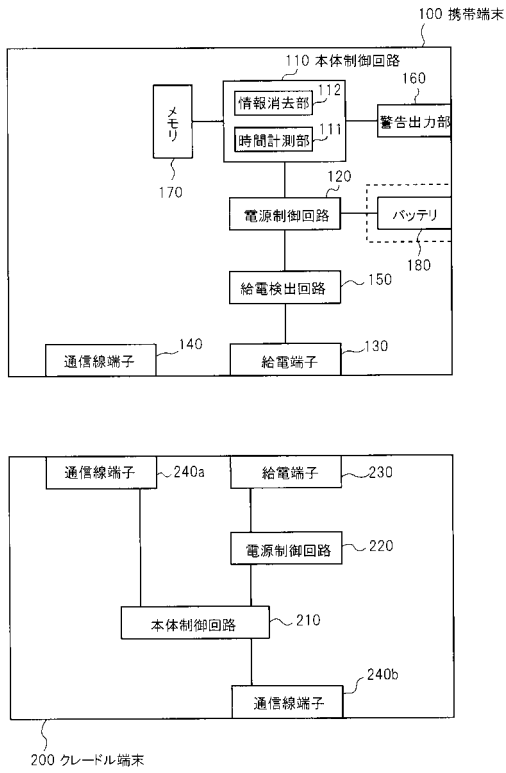 100 携帯端末
110 本体制御回路
112
160
情報消去部
メモリ
111
警告出力部
時間計測部
170
120
電源制御回路
バッテリ
180
150
給電検出回路
140
130
通信線端子
給電端子
通信線端子
240a
給電端子
230
電源制御回路
220
本体制御回路
210
240b
通信線端子
200 クレードル端末